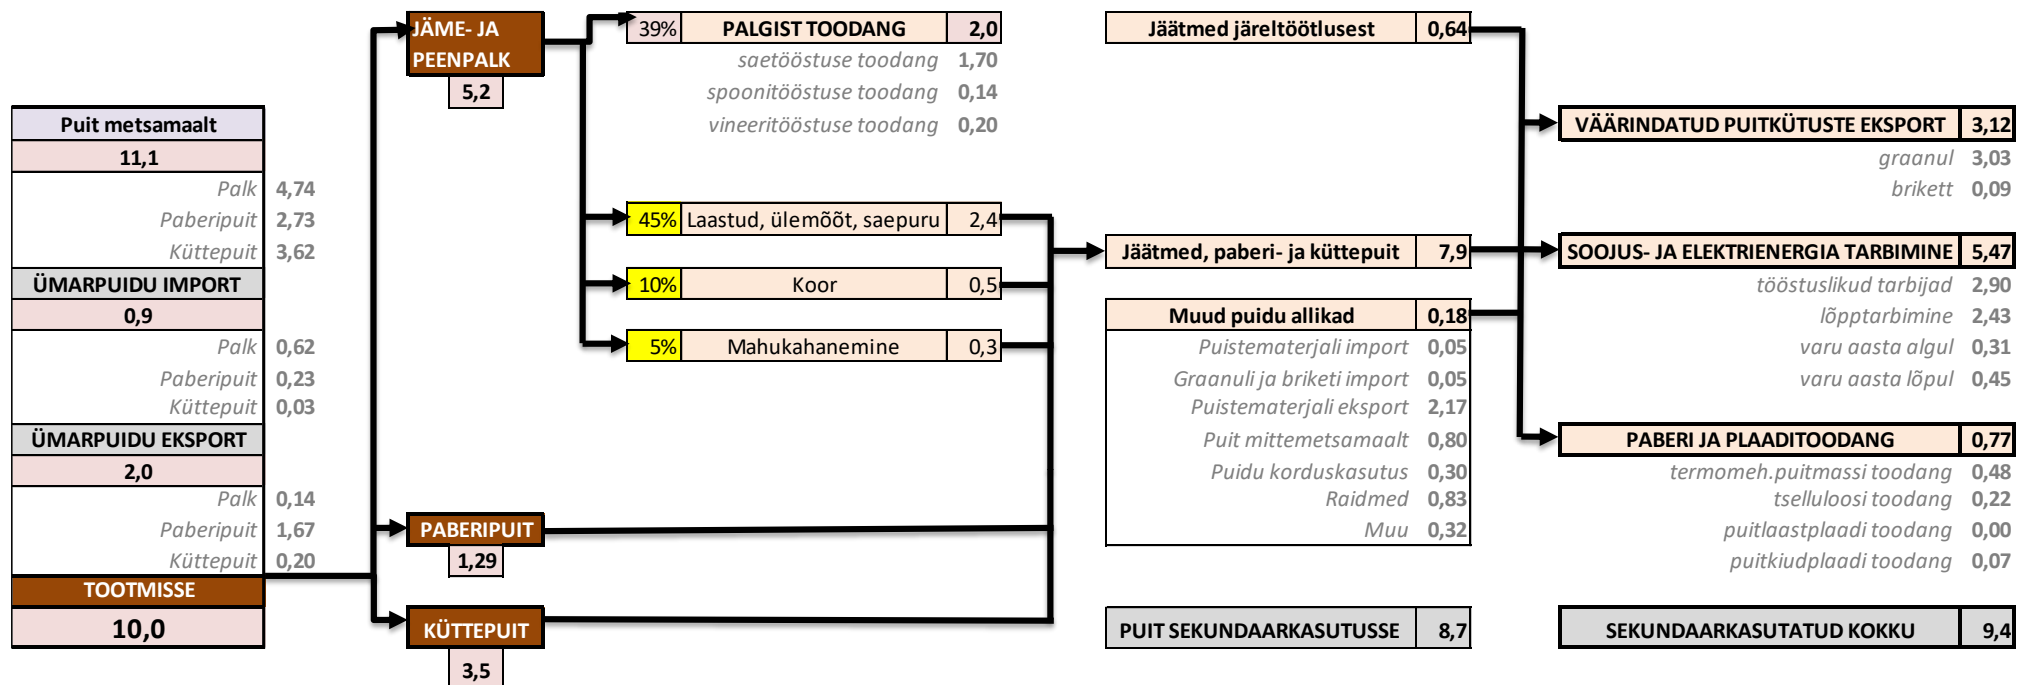 Puit metsamaalt
11,1
Palk 4,74
Paberipuit 2,73
Küttepuit 3,62
ÜMARPUIDU IMPORT
0,9
Palk 0,62
Paberipuit 0,23
Küttepuit 0,03
ÜMARPUIDU EKSPORT
2,0
Palk 0,14
Paberipuit 1,67
Küttepuit 0,20
TOOTMISSE
10,0
JÄME- JA
PEENPALK
5,2
PABERIPUIT
1,29
KÜTTEPUIT
3,5
39% PALGIST TOODANG 2,0
saetööstuse toodang 1,70
spoonitööstuse toodang 0,14
vineeritööstuse toodang 0,20
45% Laastud, ülemõõt, saepuru 2,4
10% Koor 0,5
5% Mahukahanemine 0,3
Jäätmed järeltöötlusest 0,64
Jäätmed, paberi- ja küttepuit 7,9
Muud puidu allikad 0,18
Puistematerjali import 0,05
Graanuli ja briketi import 0,05
Puistematerjali eksport 2,17
Puit mittemetsamaalt 0,80
Puidu korduskasutus 0,30
Raidmed 0,83
Muu 0,32
PUIT SEKUNDAARKASUTUSSE 8,7
VÄÄRINDATUD PUITKÜTUSTE EKSPORT 3,12
graanul 3,03
brikett 0,09
SOOJUS- JA ELEKTRIENERGIA TARBIMINE 5,47
tööstuslikud tarbijad 2,90
lõpptarbimine 2,43
varu aasta algul 0,31
varu aasta lõpul 0,45
PABERI JA PLAADITOODANG 0,77
termomeh.puitmassi toodang 0,48
tselluloosi toodang 0,22
puitlaastplaadi toodang 0,00
puitkiudplaadi toodang 0,07
SEKUNDAARKASUTATUD KOKKU 9,4